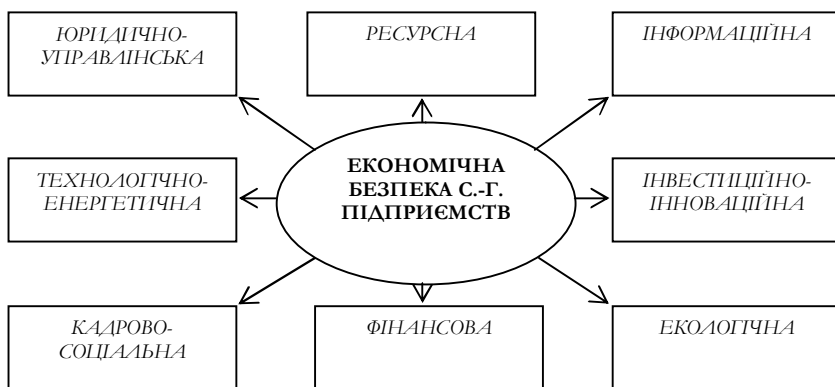 ЮРИДИЧНО-
УПРАВЛІНСЬКА
РЕСУРСНА
ІНФОРМАЦІЙНА
ТЕХНОЛОГІЧНО-
ЕНЕРГЕТИЧНА
ЕКОНОМІЧНА
БЕЗПЕКА С.-Г.
ПІДПРИЄМСТВ
ІНВЕСТИЦІЙНО-
ІННОВАЦІЙНА
КАДРОВО-
СОЦІАЛЬНА
ФІНАНСОВА
ЕКОЛОГІЧНА